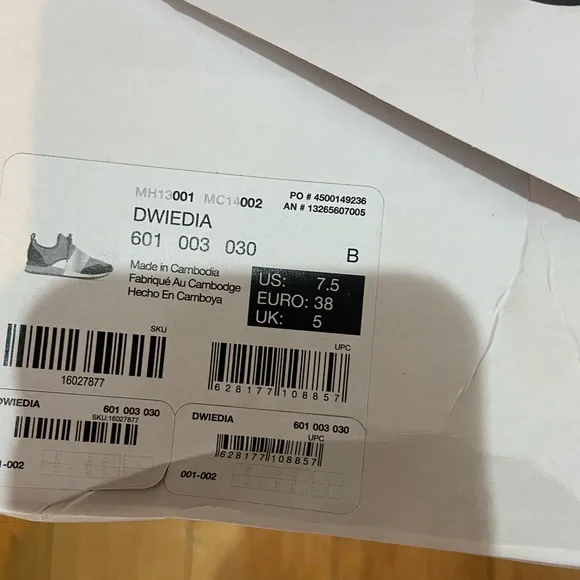 MH13001 MC14002
PO # 4500149236
AN # 13265607005
DWIEDIA
601 003 030
B
Made in Cambodia
Fabriqué Au Cambodge
Hecho En Camboya
US: 7.5
EURO: 38
UK: 5
SKU
16027877
UPC
628177108857
DWIEDIA 601 003 030
SKU:16027877
1-002
DWIEDIA 601 003 030
UPC
628177108857
001-002